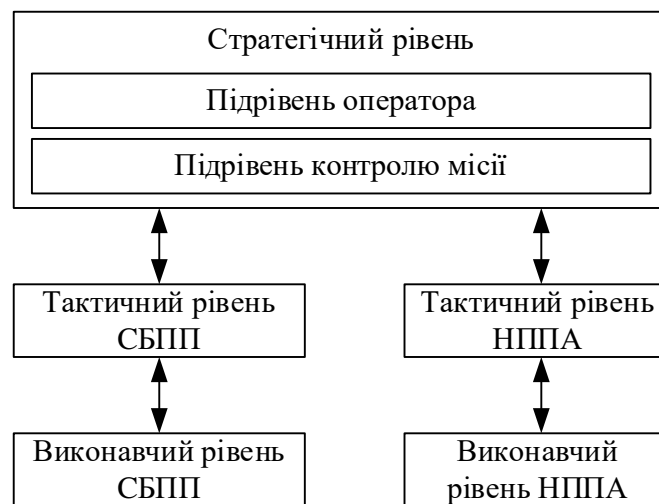 Стратегічний рівень
Підрівень оператора
Підрівень контролю місії
Тактичний рівень
СБПП
Тактичний рівень
НППА
Виконавчий рівень
СБПП
Виконавчий
рівень НППА